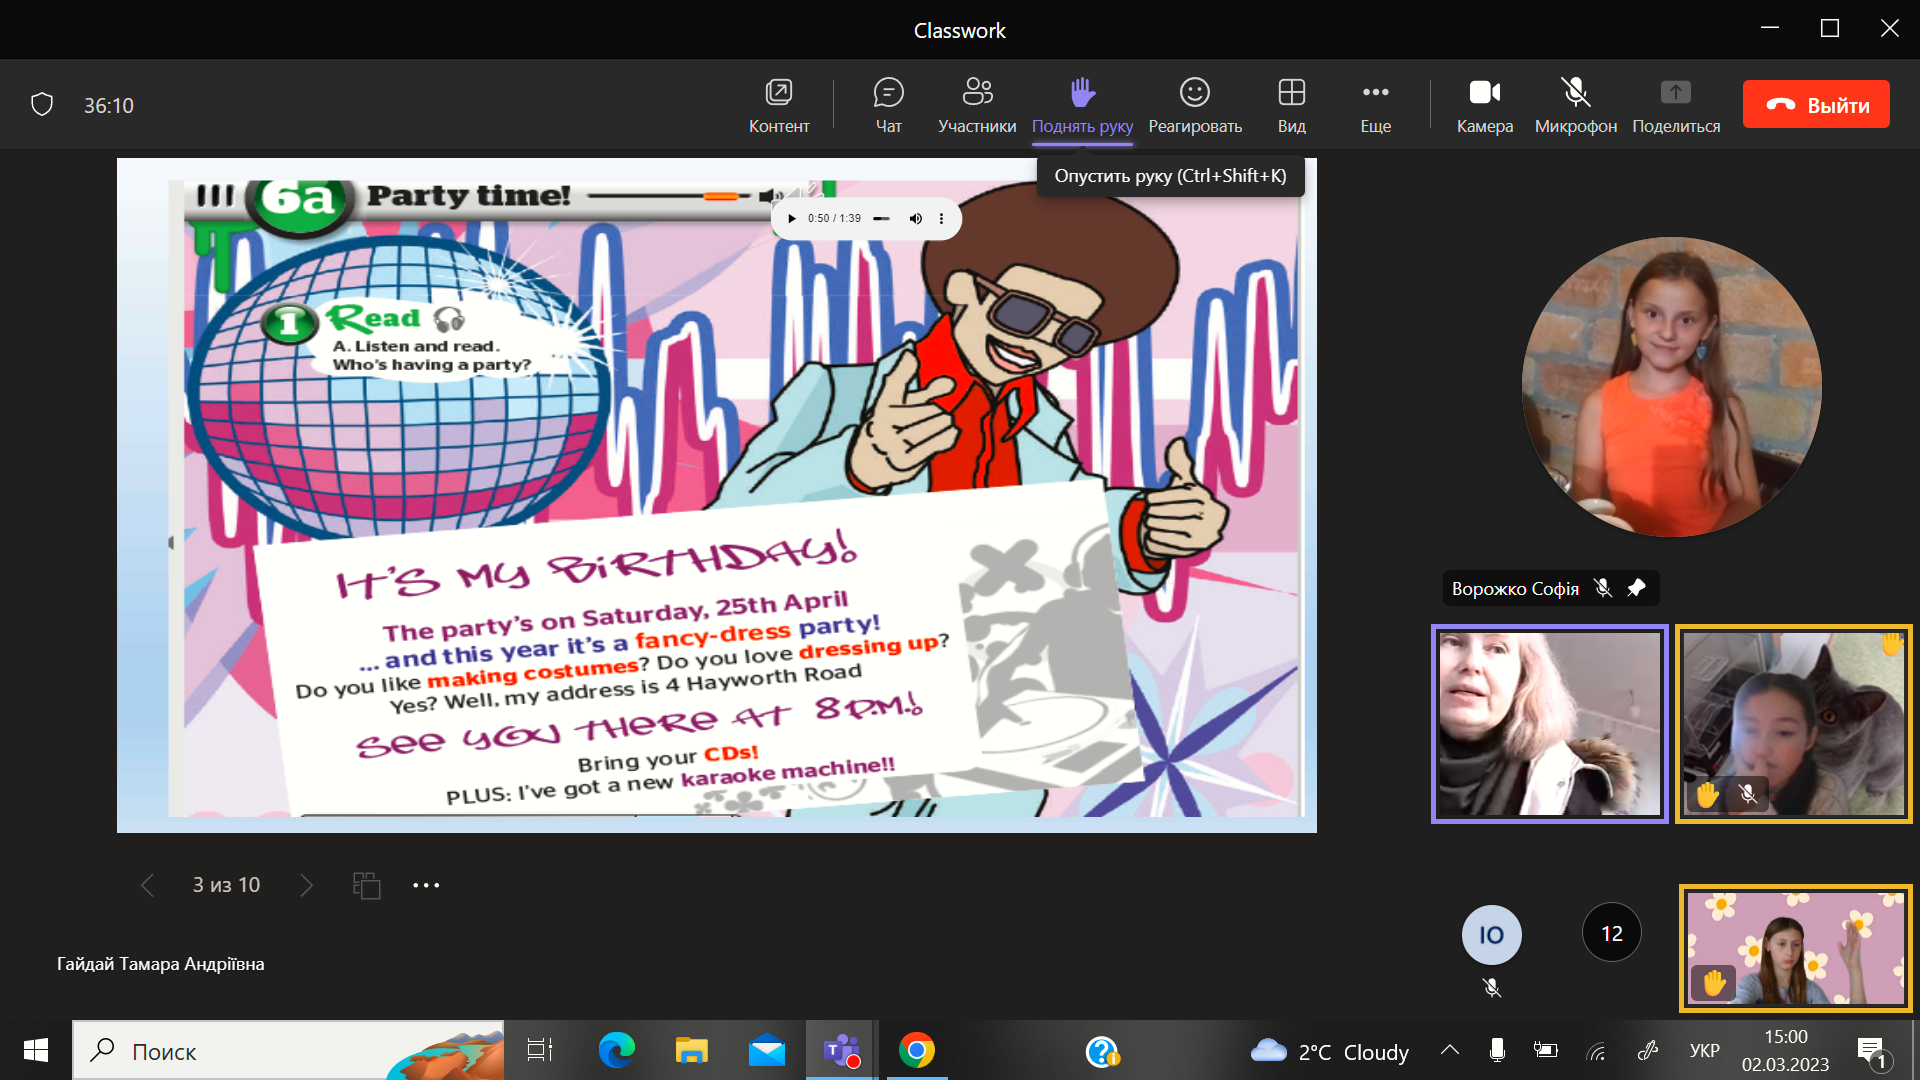 Classwork
36:10
Контент
Чат
Участники
Поднять руку
Реагировать
Вид
Еще
Камера
Микрофон
Поделиться
Выйти
Опустить руку (Ctrl+Shift+K)
6a Party time!
0:50 / 1:39
1 Read
A. Listen and read.
Who's having a party?
IT'S MY BIRTHDAY!
The party's on Saturday, 25th April
... and this year it's a fancy-dress party!
Do you like making costumes? Do you love dressing up?
Yes? Well, my address is 4 Hayworth Road
SEE YOU THERE AT 8 P.M.!
Bring your CDs!
PLUS: I've got a new karaoke machine!!
Ворожко Софія
3 из 10
IO
12
Гайдай Тамара Андріївна
Поиск
T
2°C Cloudy
УКР
15:00
02.03.2023
1